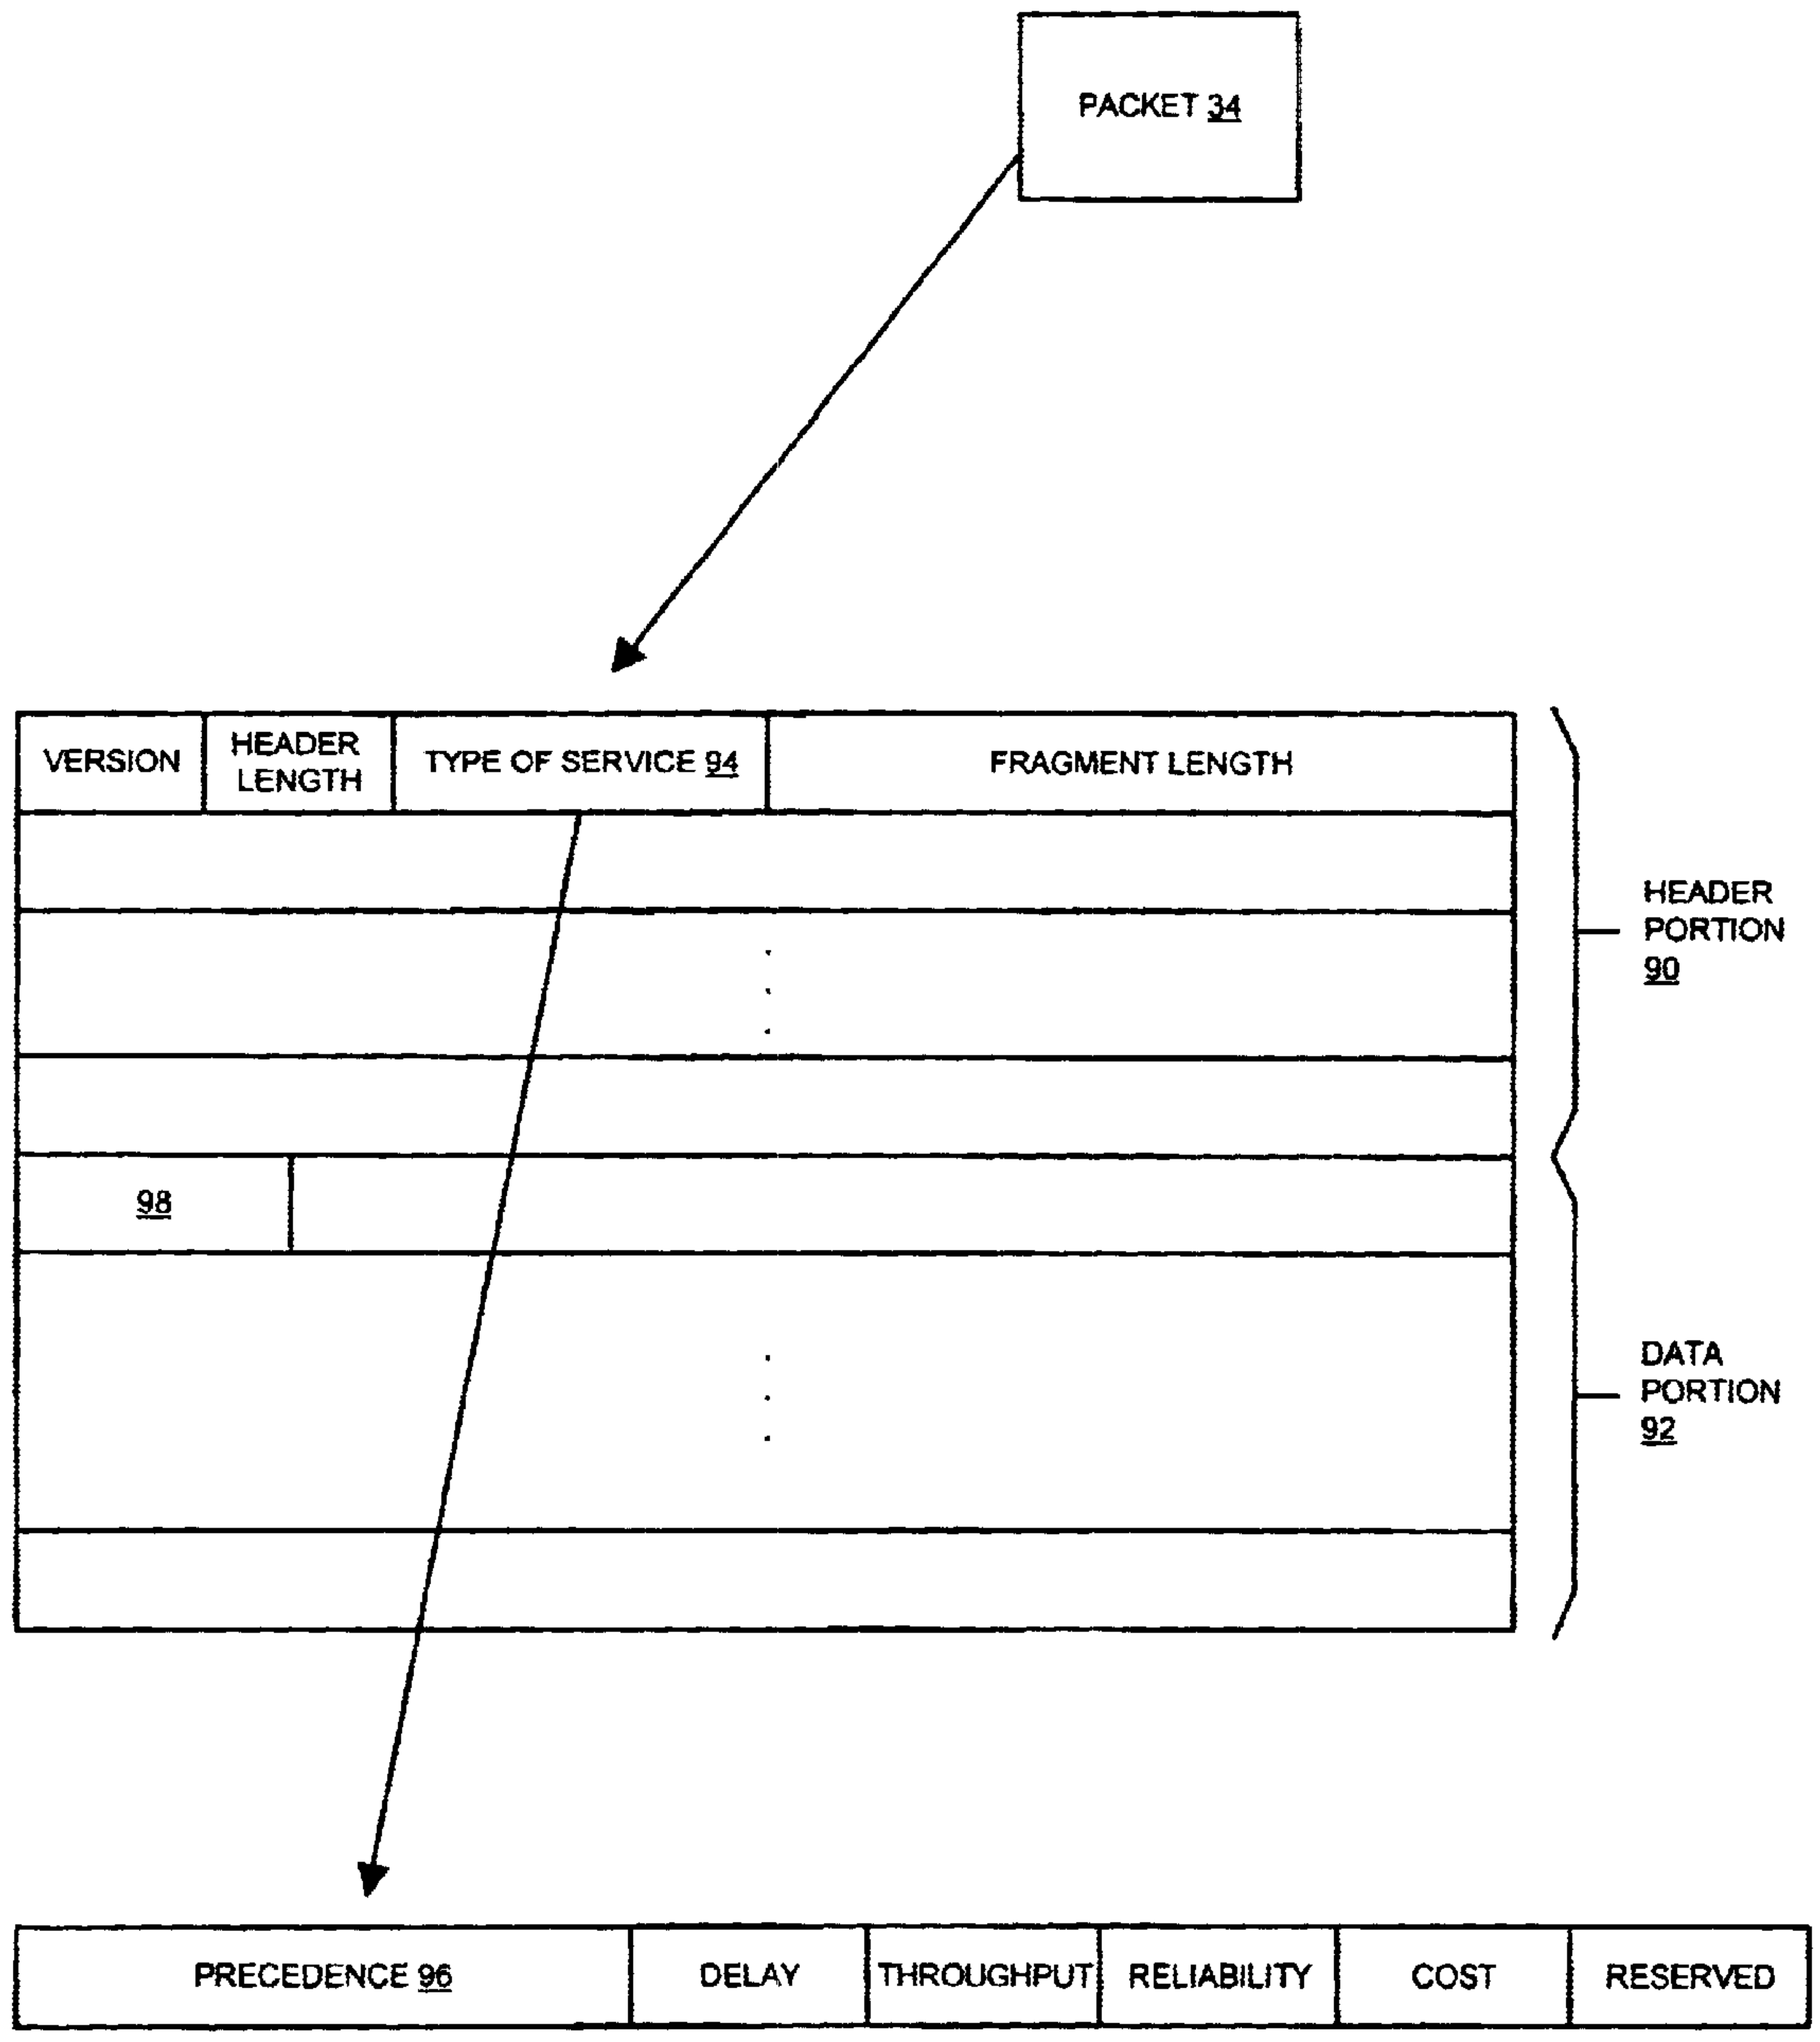 PACKET 34
VERSION
HEADER
LENGTH
TYPE OF SERVICE 94
FRAGMENT LENGTH
HEADER
PORTION
90
98
DATA
PORTION
92
PRECEDENCE 96
DELAY
THROUGHPUT
RELIABILITY
COST
RESERVED